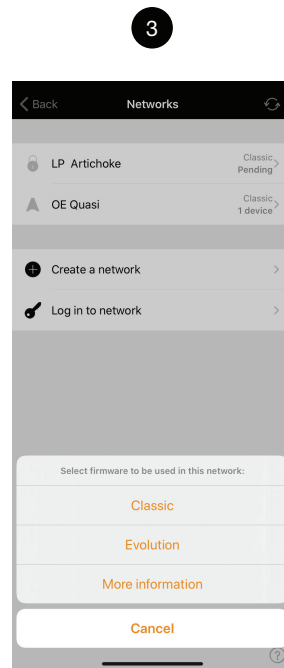 3
Back
Networks
LP Artichoke
Classic
Pending
OE Quasi
Classic
1 device
Create a network
Log in to network
Select firmware to be used in this network:
Classic
Evolution
More information
Cancel
?